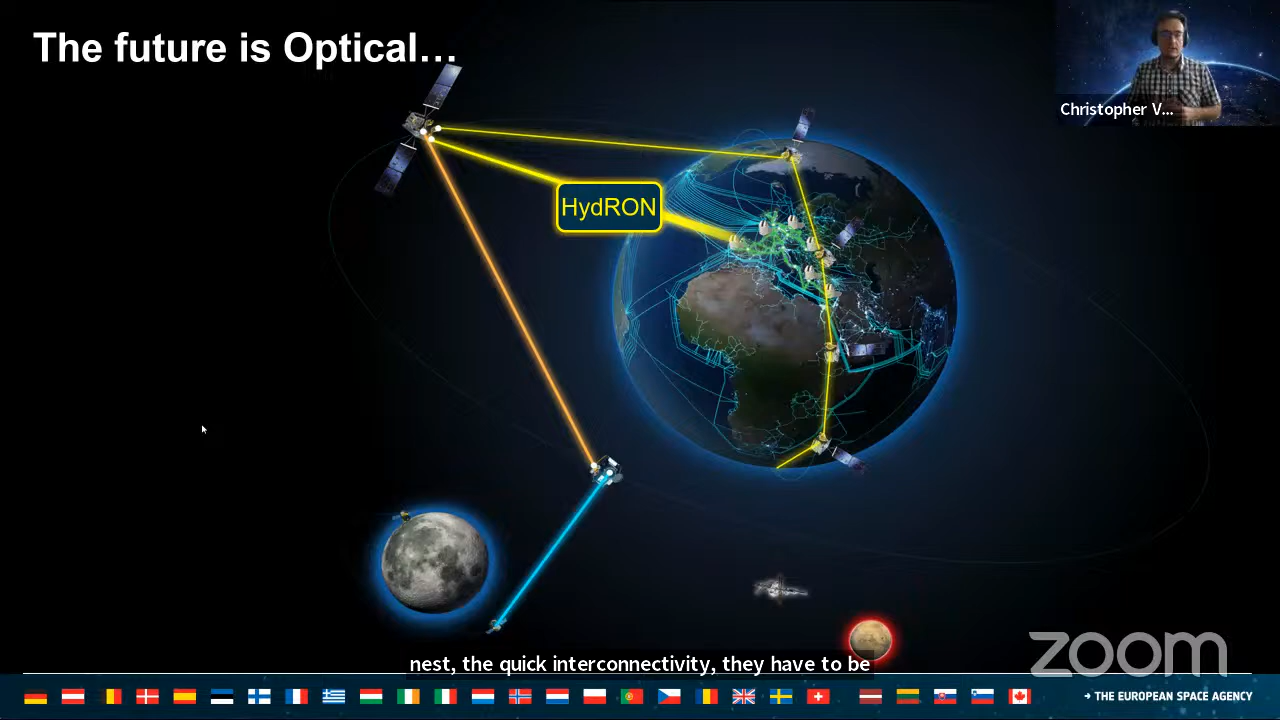 The future is Optical...
Christopher V...
HydRON
nest, the quick interconnectivity, they have to be
zoom
→ THE EUROPEAN SPACE AGENCY